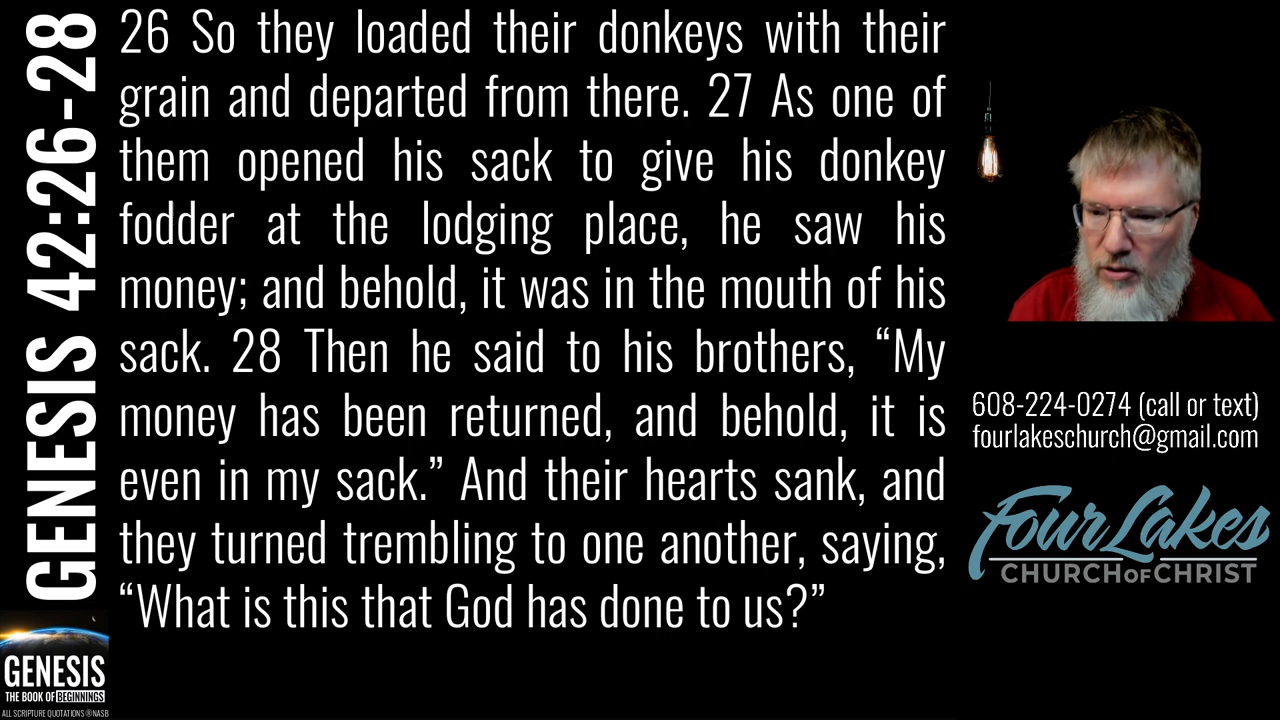 GENESIS 42:26-28
26 So they loaded their donkeys with their
grain and departed from there. 27 As one of
them opened his sack to give his donkey
fodder at the lodging place, he saw his
money; and behold, it was in the mouth of his
sack. 28 Then he said to his brothers, “My
money has been returned, and behold, it is
even in my sack.” And their hearts sank, and
they turned trembling to one another, saying,
“What is this that God has done to us?”
608-224-0274 (call or text)
fourlakeschurch@gmail.com
Four Lakes
CHURCH OF CHRIST
GENESIS
THE BOOK OF BEGINNINGS
ALL SCRIPTURE QUOTATIONS ®NASB